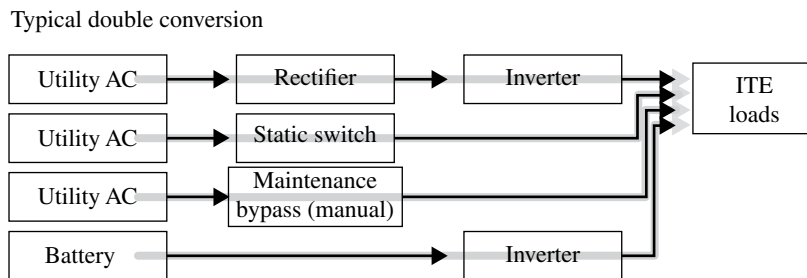 Typical double conversion
Utility AC Rectifier Inverter
ITE
loads
Utility AC Static switch
Utility AC Maintenance
bypass (manual)
Battery Inverter